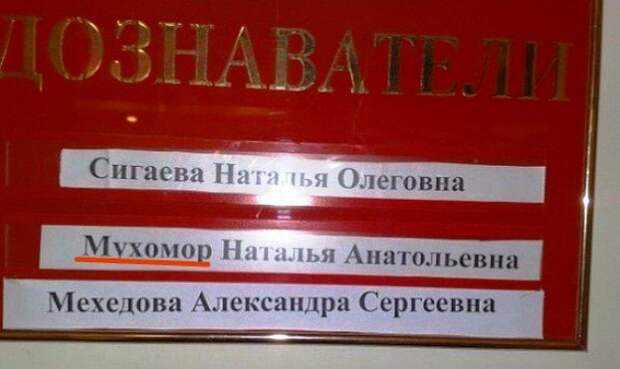 ДОЗНАВАТЕЛИ
Сигаева Наталья Олеговна
Мухомор Наталья Анатольевна
Мехедова Александра Сергеевна